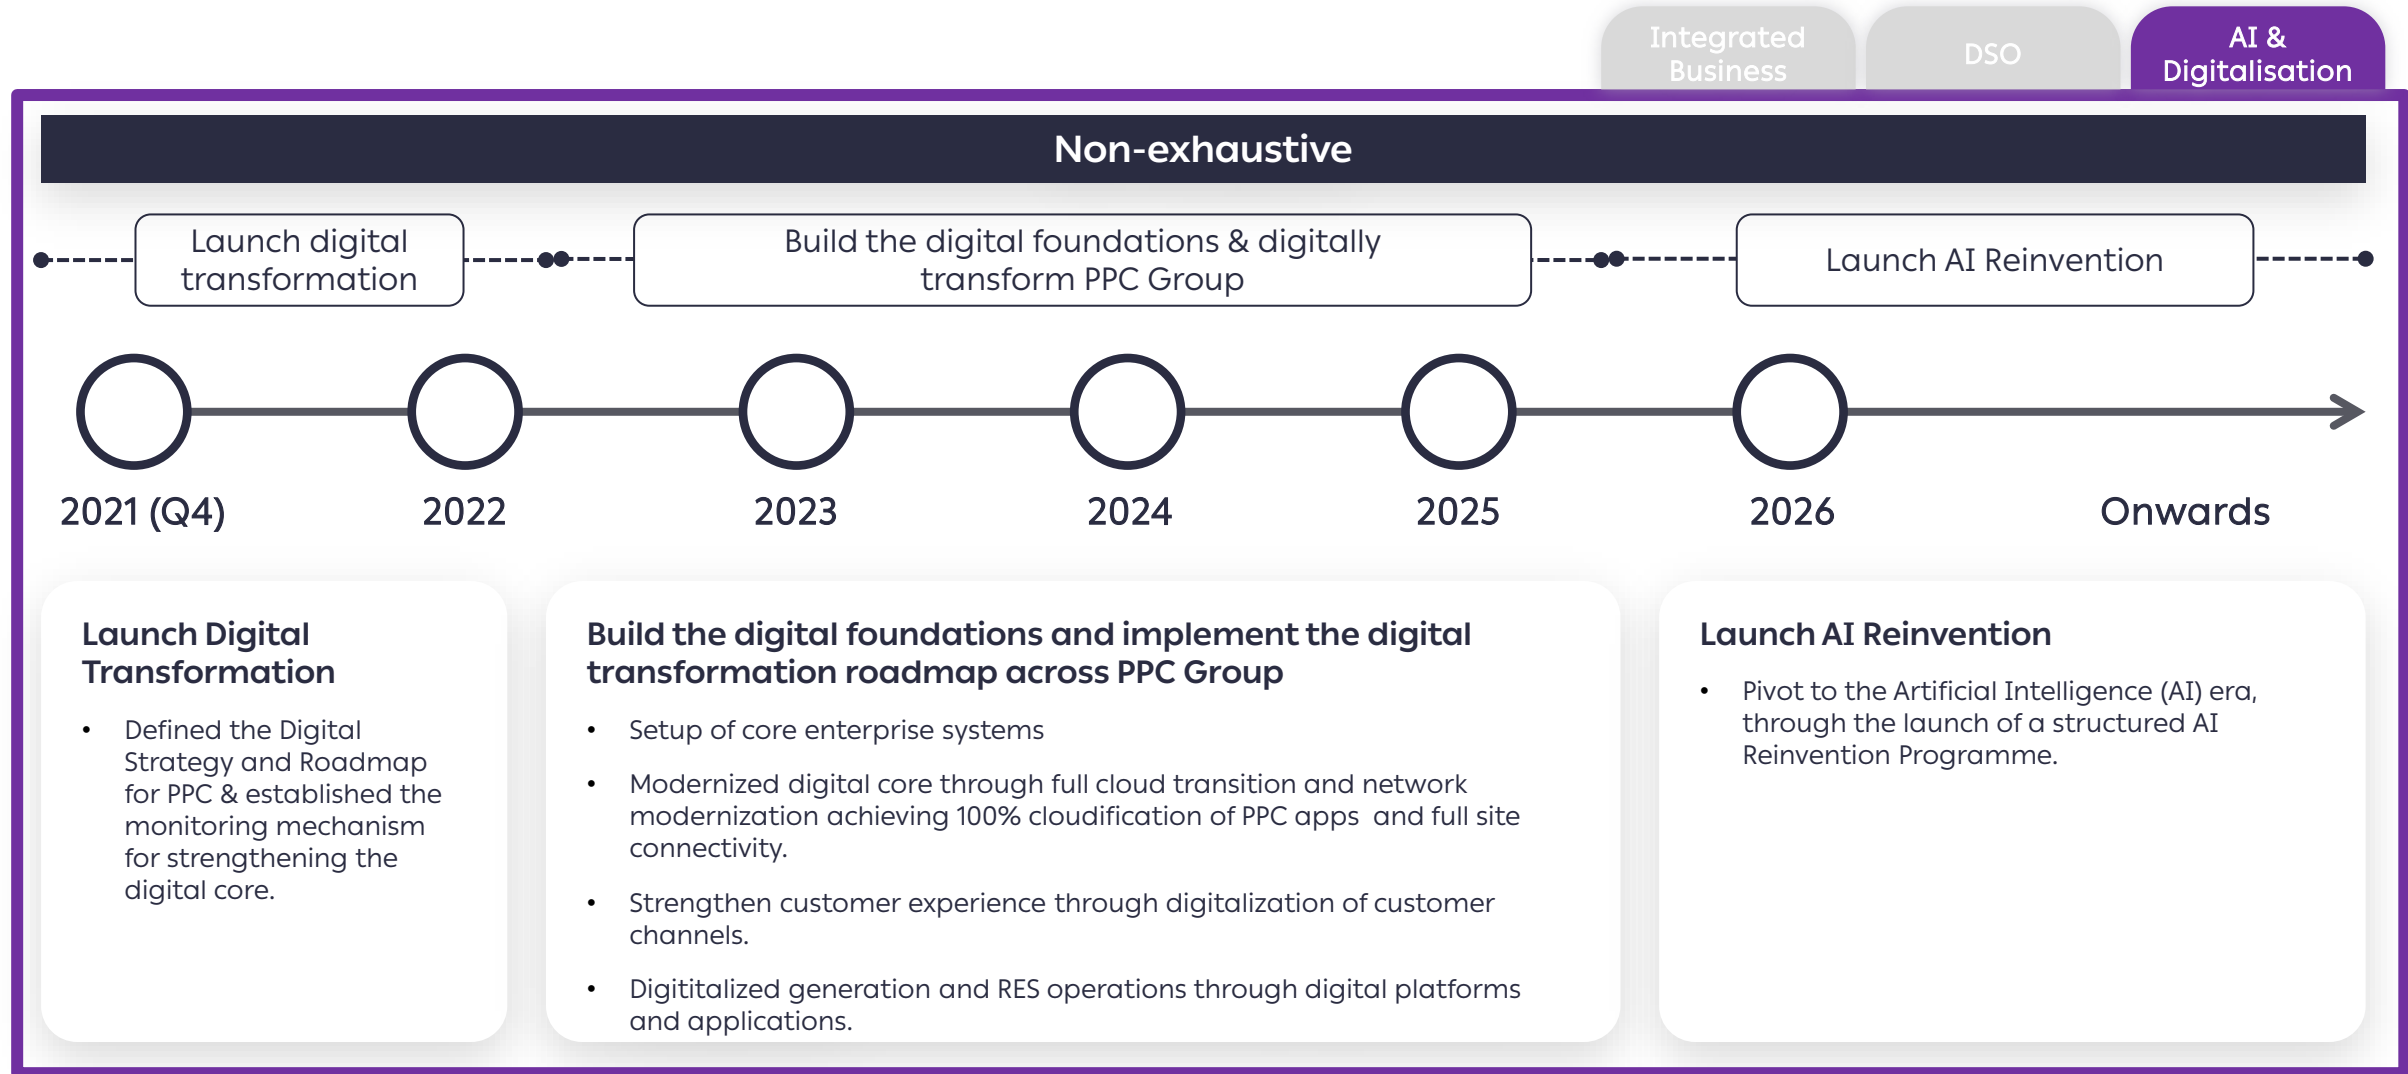 Integrated
Business
DSO
AI &
Digitalisation
Non-exhaustive
Launch digital
transformation
Build the digital foundations & digitally
transform PPC Group
Launch AI Reinvention
2021 (Q4)
2022
2023
2024
2025
2026
Onwards
Launch Digital
Transformation
• Defined the Digital
Strategy and Roadmap
for PPC & established the
monitoring mechanism
for strengthening the
digital core.
Build the digital foundations and implement the digital
transformation roadmap across PPC Group
• Setup of core enterprise systems
• Modernized digital core through full cloud transition and network
modernization achieving 100% cloudification of PPC apps  and full site
connectivity.
• Strengthen customer experience through digitalization of customer
channels.
• Digititalized generation and RES operations through digital platforms
and applications.
Launch AI Reinvention
• Pivot to the Artificial Intelligence (AI) era,
through the launch of a structured AI
Reinvention Programme.